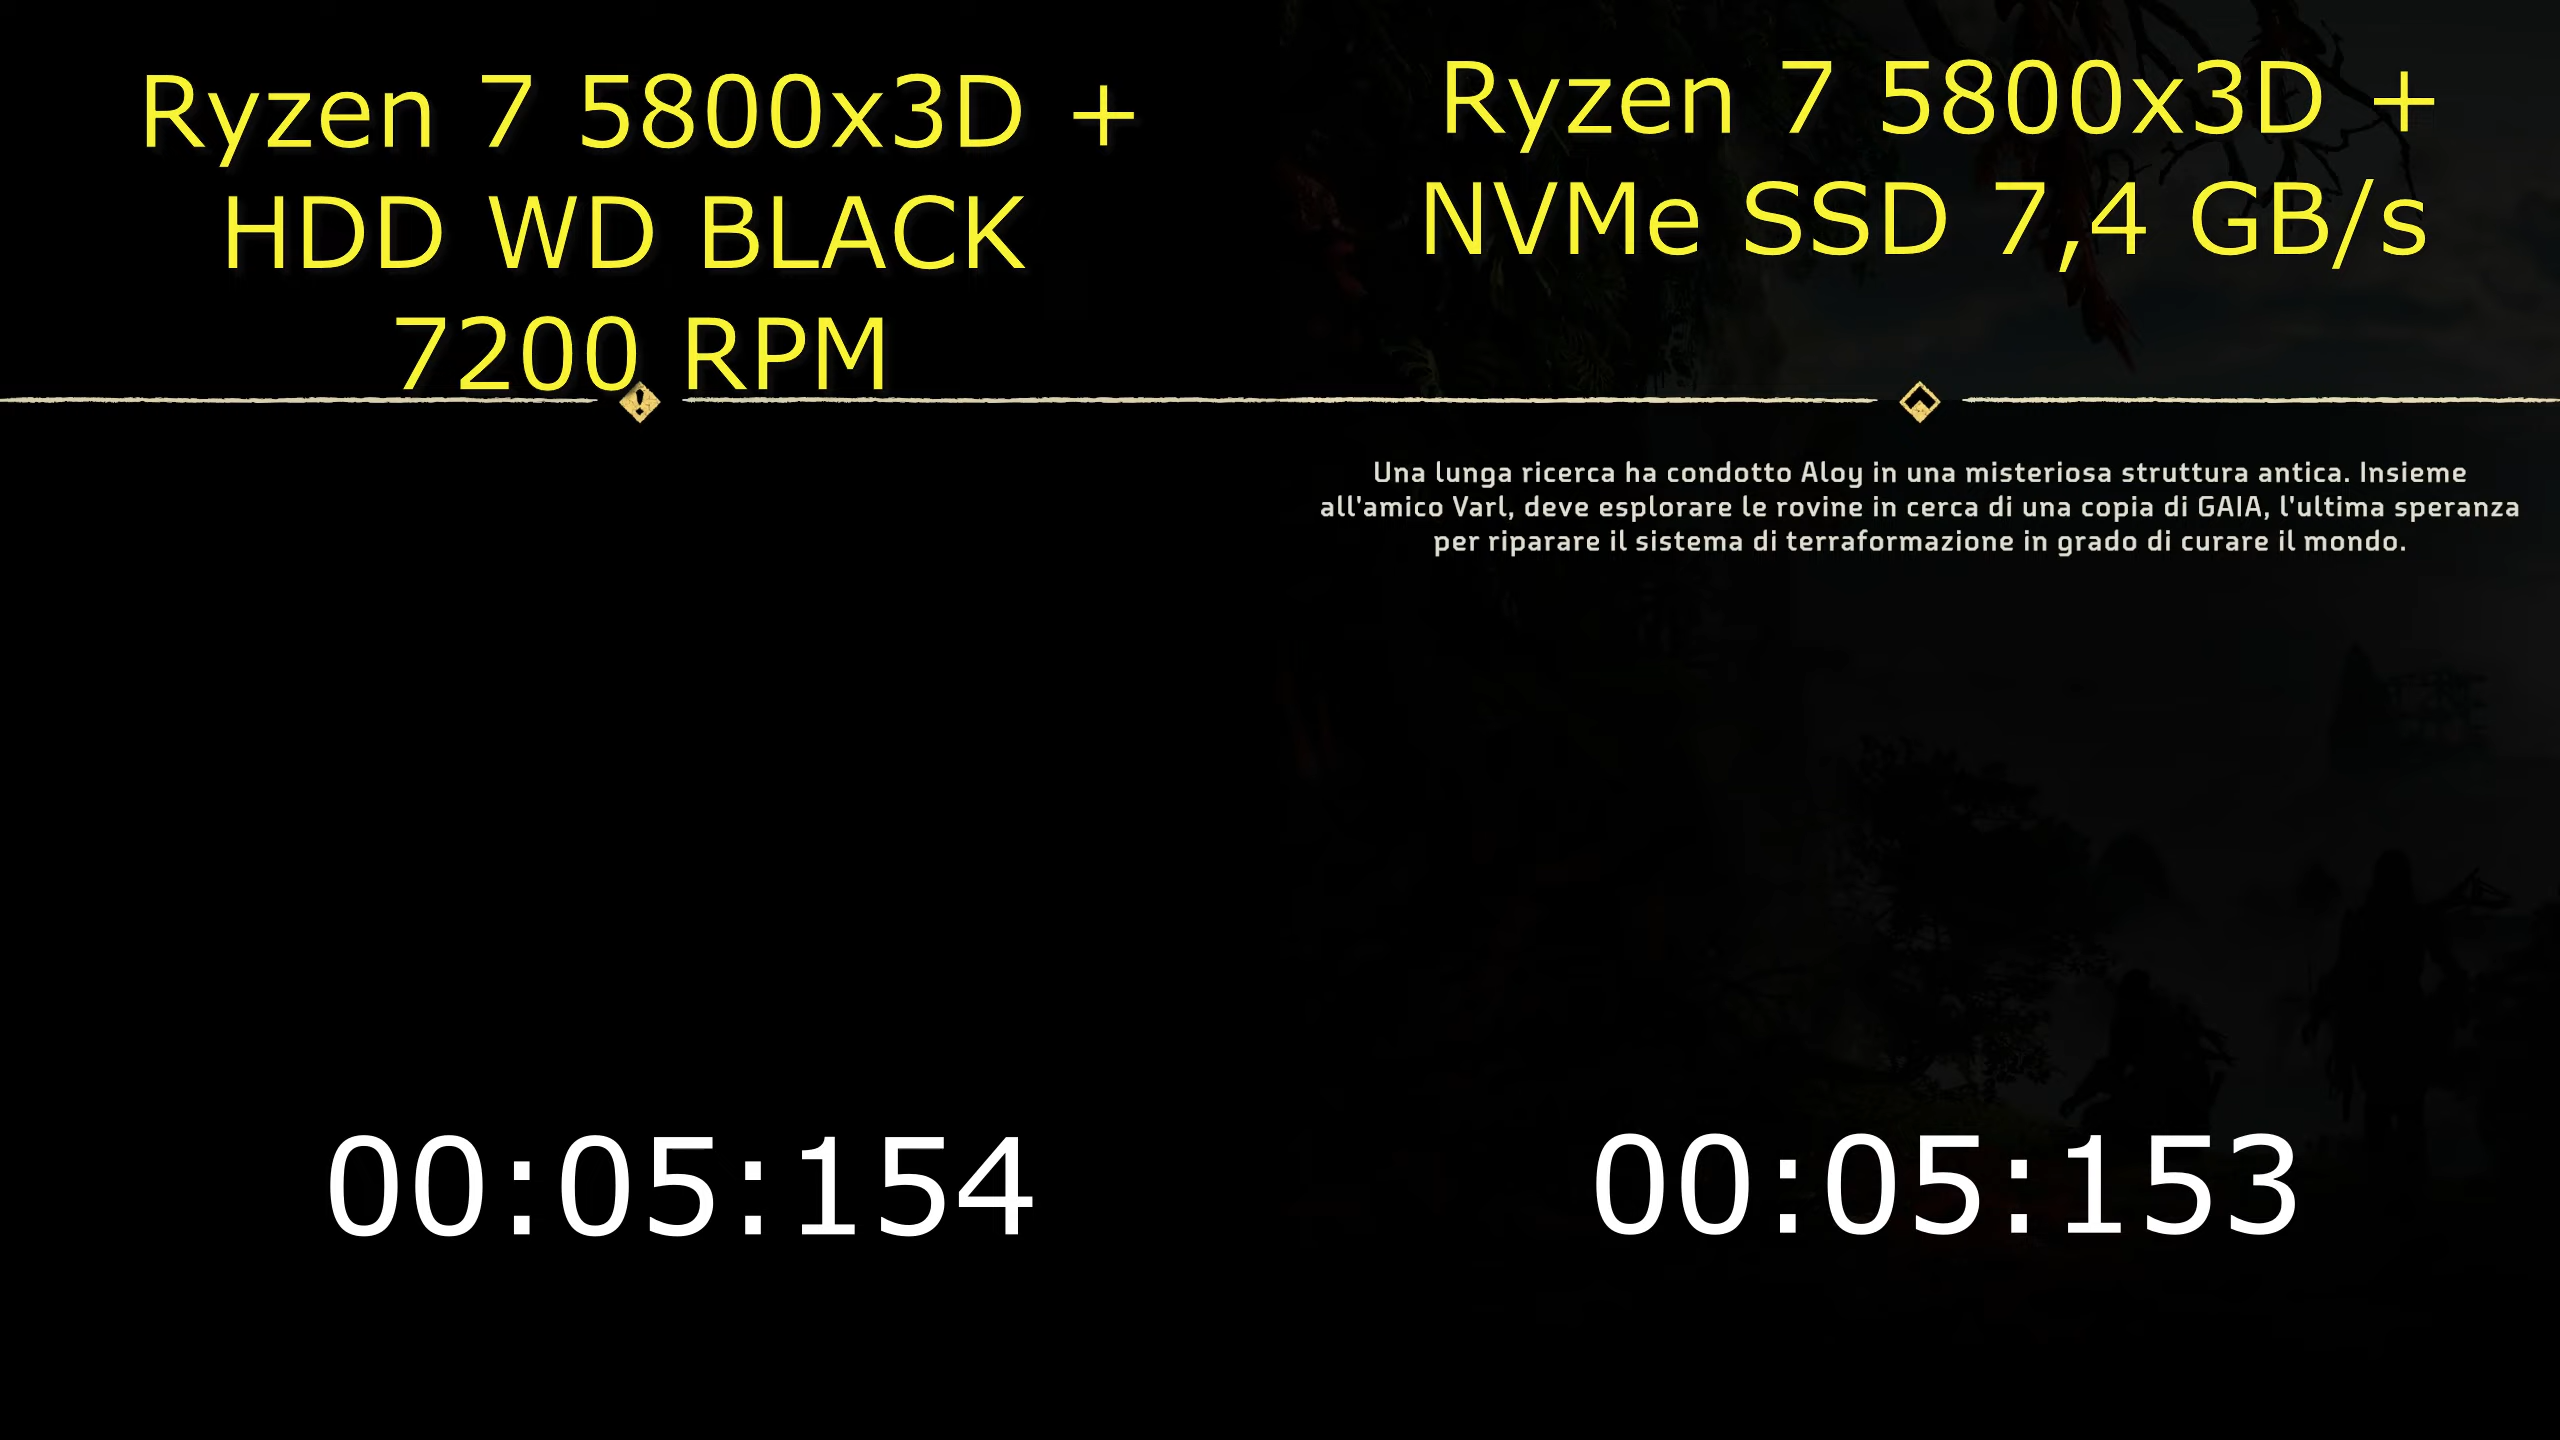 Ryzen 7 5800x3D +
HDD WD BLACK
7200 RPM
Ryzen 7 5800x3D +
NVMe SSD 7,4 GB/s
Una lunga ricerca ha condotto Aloy in una misteriosa struttura antica. Insieme
all'amico Varl, deve esplorare le rovine in cerca di una copia di GAIA, l'ultima speranza
per riparare il sistema di terraformazione in grado di curare il mondo.
00:05:154
00:05:153